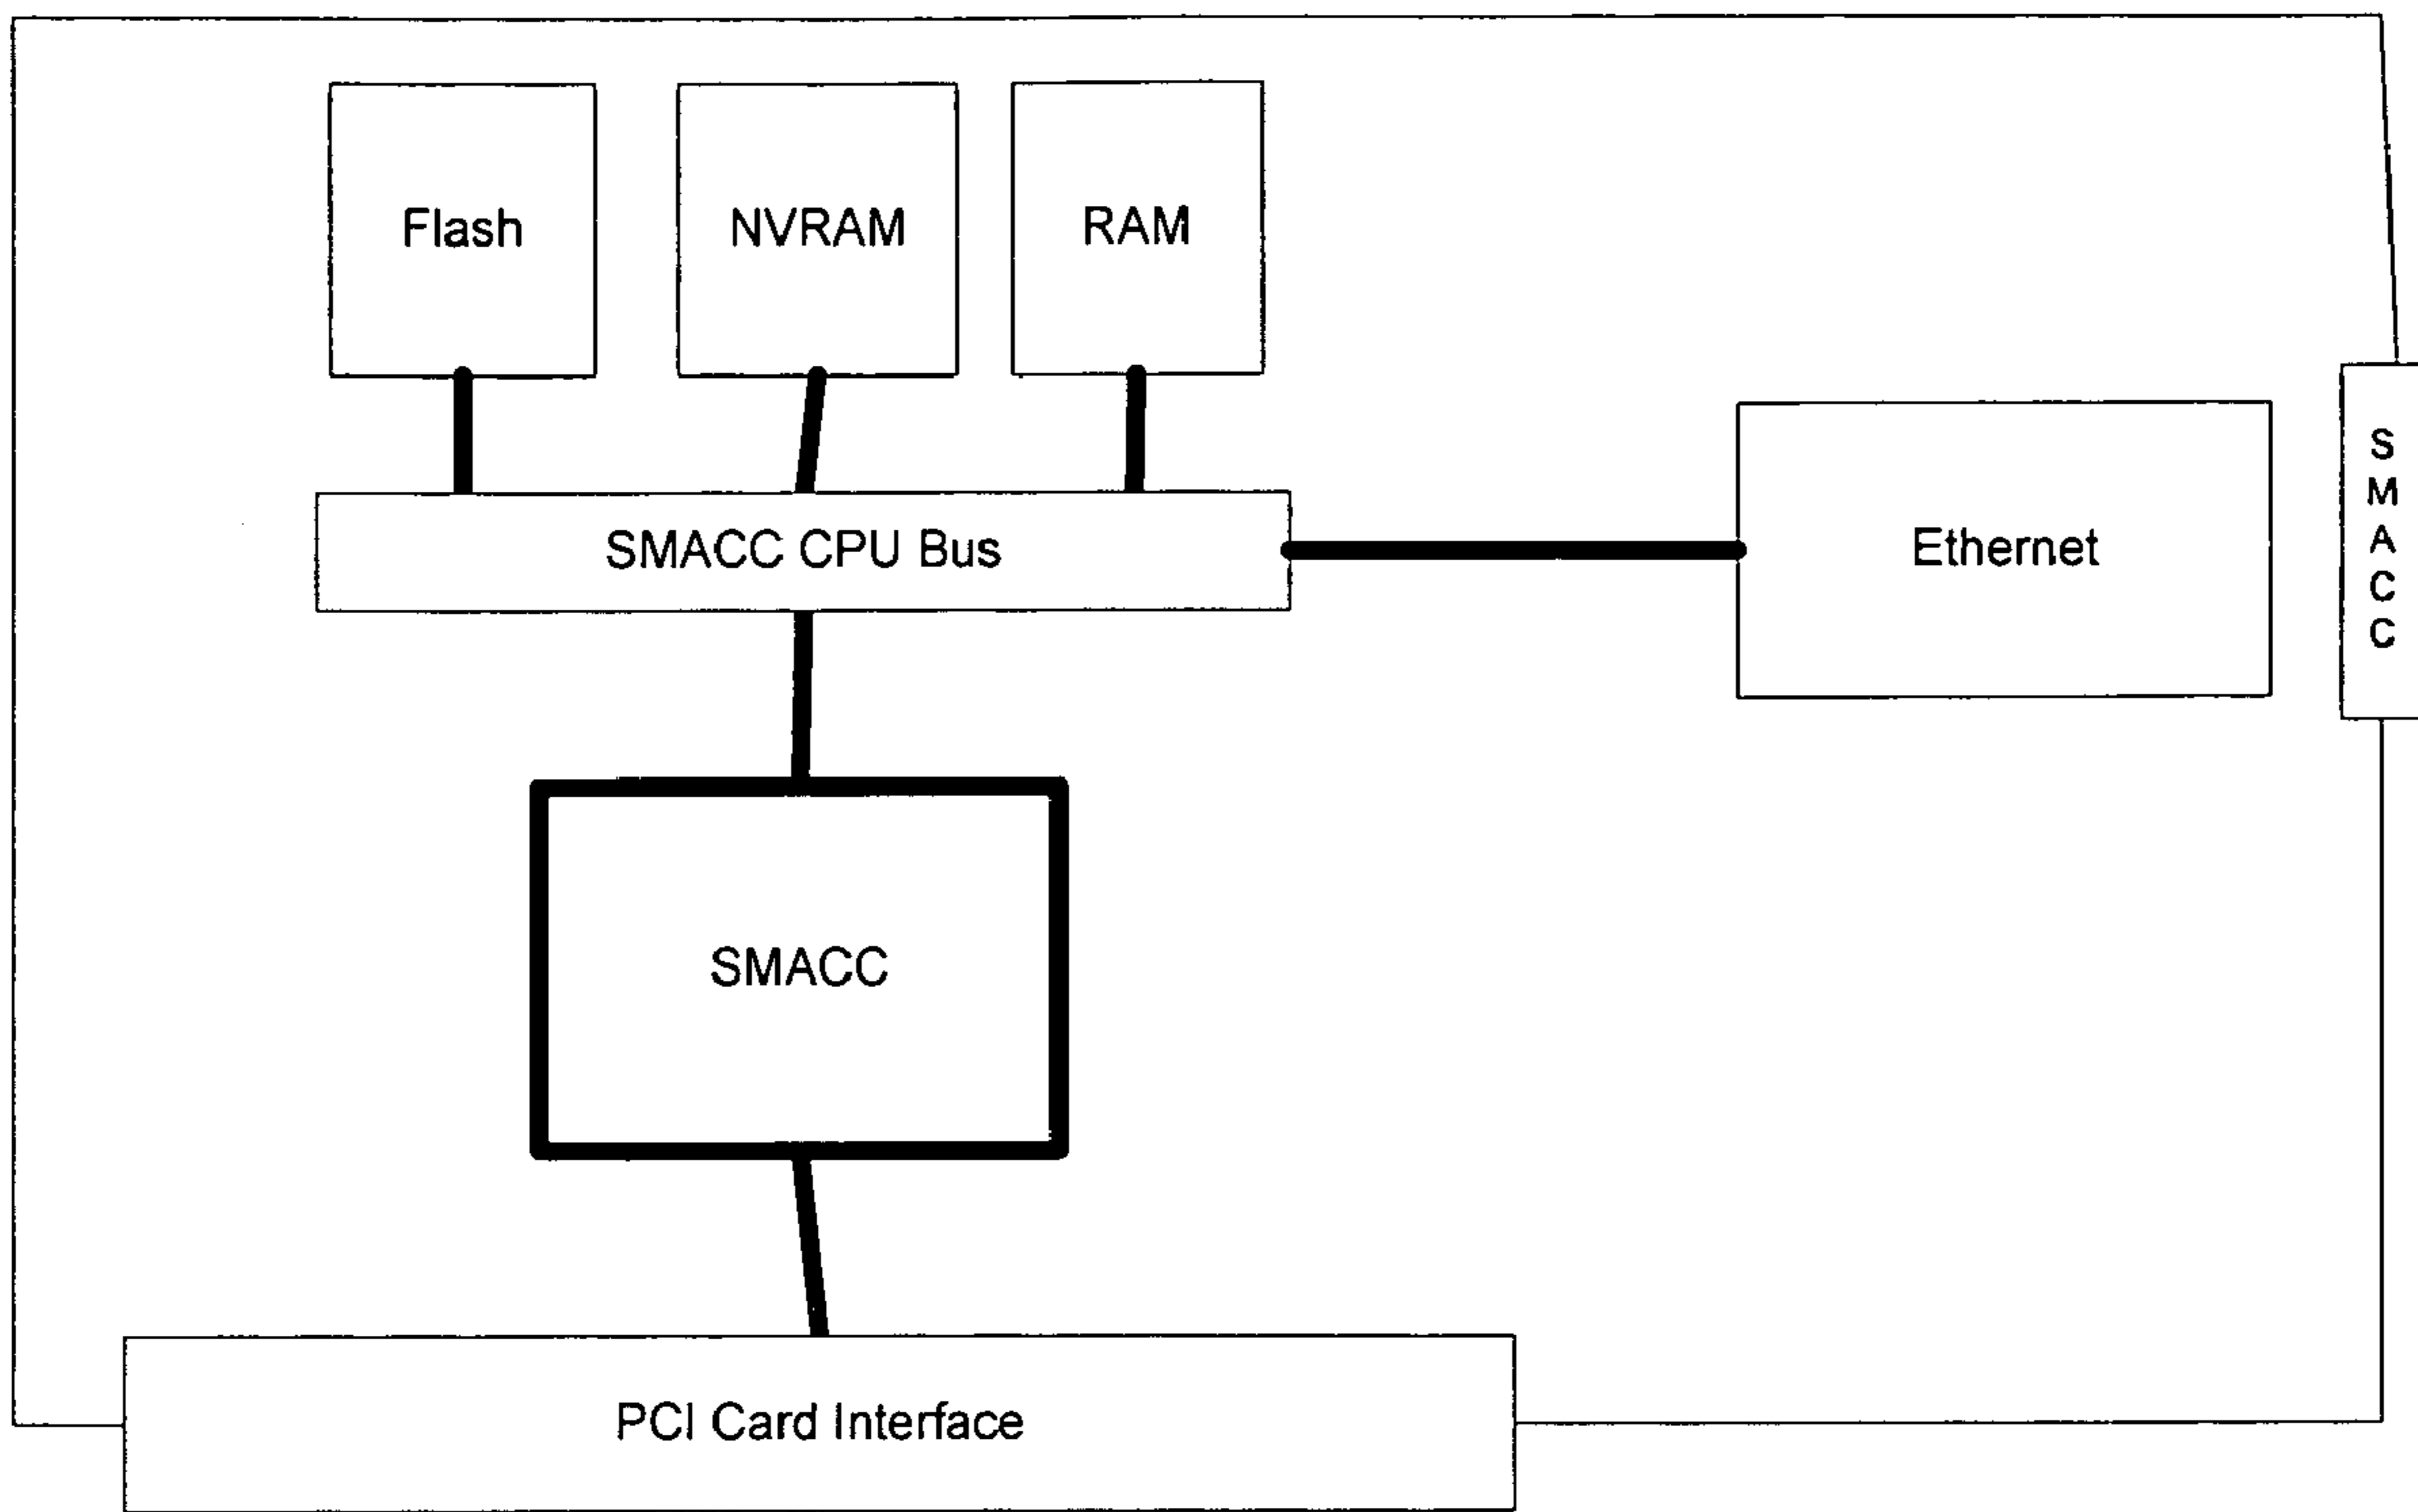 Flash
NVRAM
RAM
SMACC CPU Bus
Ethernet
S
M
A
C
C
SMACC
PCI Card Interface